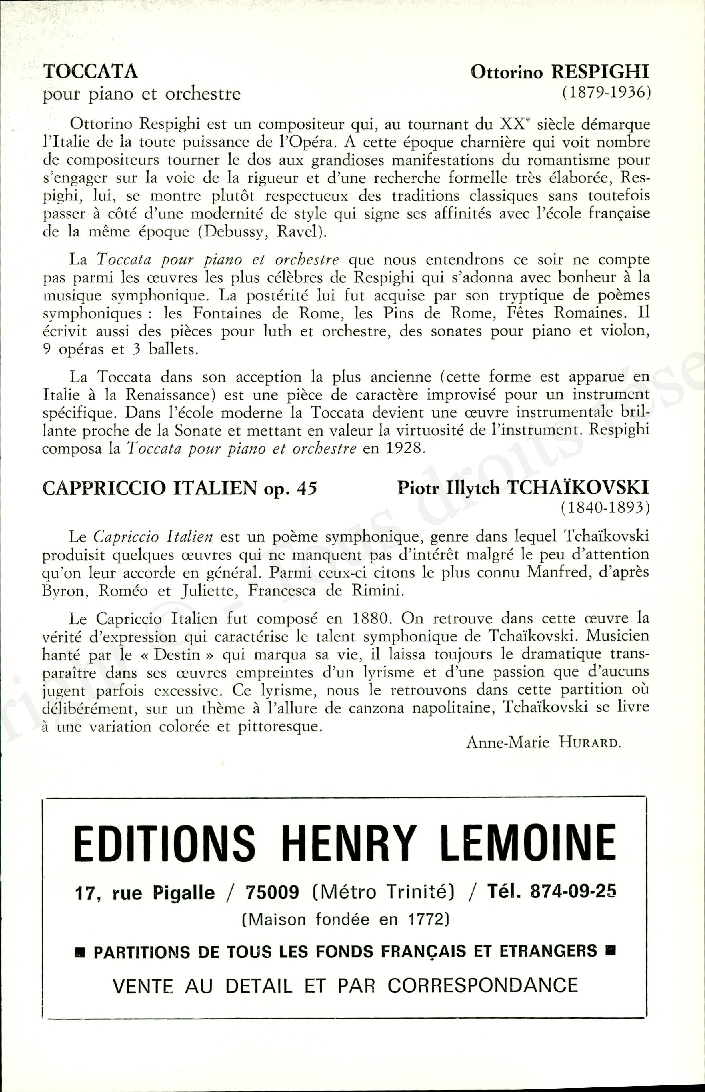 TOCCATA Ottorino RESPIGHI
pour piano et orchestre (1879-1936)
Ottorino Respighi est un compositeur qui, au tournant du XXe siècle démarque
l'Italie de la toute puissance de l'Opéra. A cette époque charnière qui voit nombre
de compositeurs tourner le dos aux grandioses manifestations du romantisme pour
s'engager sur la voie de la rigueur et d'une recherche formelle très élaborée, Res-
pighi, lui, se montre plutôt respectueux des traditions classiques sans toutefois
passer à côté d'une modernité de style qui signe ses affinités avec l'école française
de la même époque (Debussy, Ravel).
La Toccata pour piano et orchestre que nous entendrons ce soir ne compte
pas parmi les œuvres les plus célèbres de Respighi qui s'adonna avec bonheur à la
musique symphonique. La postérité lui fut acquise par son tryptique de poèmes
symphoniques : les Fontaines de Rome, les Pins de Rome, Fêtes Romaines. Il
écrivit aussi des pièces pour luth et orchestre, des sonates pour piano et violon,
9 opéras et 3 ballets.
La Toccata dans son acception la plus ancienne (cette forme est apparue en
Italie à la Renaissance) est une pièce de caractère improvisé pour un instrument
spécifique. Dans l'école moderne la Toccata devient une œuvre instrumentale bril-
lante proche de la Sonate et mettant en valeur la virtuosité de l'instrument. Respighi
composa la Toccata pour piano et orchestre en 1928.
CAPPRICCIO ITALIEN op. 45 Piotr Illytch TCHAÏKOVSKI
(1840-1893)
Le Capriccio Italien est un poème symphonique, genre dans lequel Tchaïkovski
produisit quelques œuvres qui ne manquent pas d'intérêt malgré le peu d'attention
qu'on leur accorde en général. Parmi ceux-ci citons le plus connu Manfred, d'après
Byron, Roméo et Juliette, Francesca de Rimini.
Le Capriccio Italien fut composé en 1880. On retrouve dans cette œuvre la
vérité d'expression qui caractérise le talent symphonique de Tchaïkovski. Musicien
hanté par le « Destin » qui marqua sa vie, il laissa toujours le dramatique trans-
paraître dans ses œuvres empreintes d'un lyrisme et d'une passion que d'aucuns
jugent parfois excessive. Ce lyrisme, nous le retrouvons dans cette partition où
délibérément, sur un thème à l'allure de canzona napolitaine, Tchaïkovski se livre
à une variation colorée et pittoresque.
Anne-Marie HURARD.
EDITIONS HENRY LEMOINE
17, rue Pigalle / 75009 (Métro Trinité) / Tél. 874-09-25
(Maison fondée en 1772)
■ PARTITIONS DE TOUS LES FONDS FRANÇAIS ET ETRANGERS ■
VENTE AU DETAIL ET PAR CORRESPONDANCE